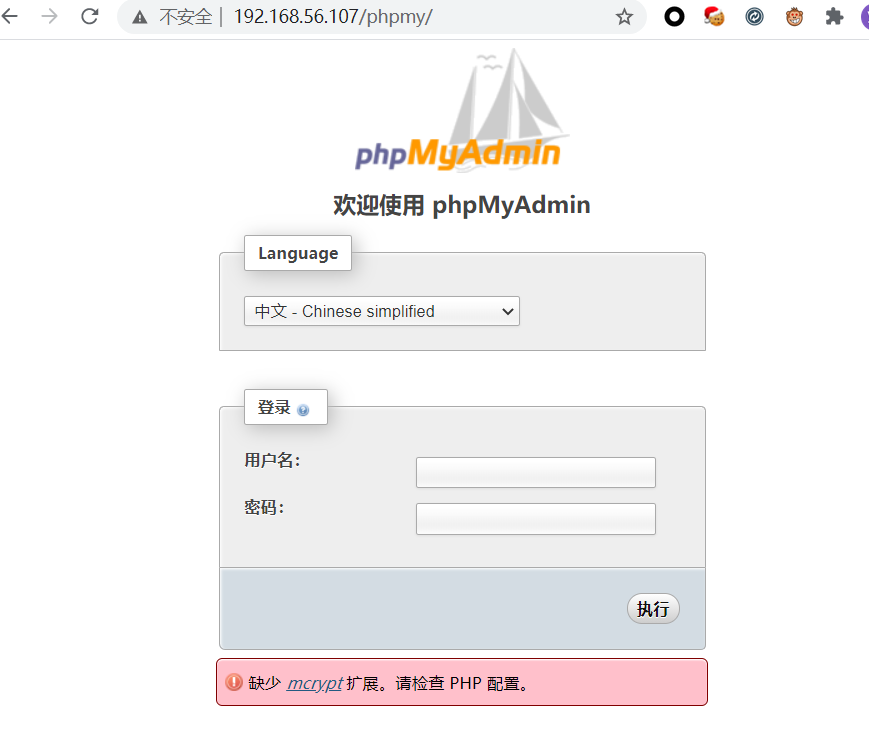 不安全 | 192.168.56.107/phpmy/
phpMyAdmin
欢迎使用 phpMyAdmin
Language
中文 - Chinese simplified
登录
用户名：
密码：
执行
缺少 mcrypt 扩展。请检查 PHP 配置。